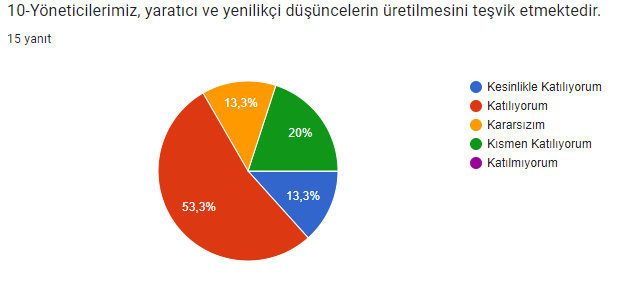 10-Yöneticilerimiz, yaratıcı ve yenilikçi düşüncelerin üretilmesini teşvik etmektedir.
15 yanıt
13,3%
20%
13,3%
53,3%
Kesinlikle Katılıyorum
Katılıyorum
Kararsızım
Kısmen Katılıyorum
Katılmıyorum